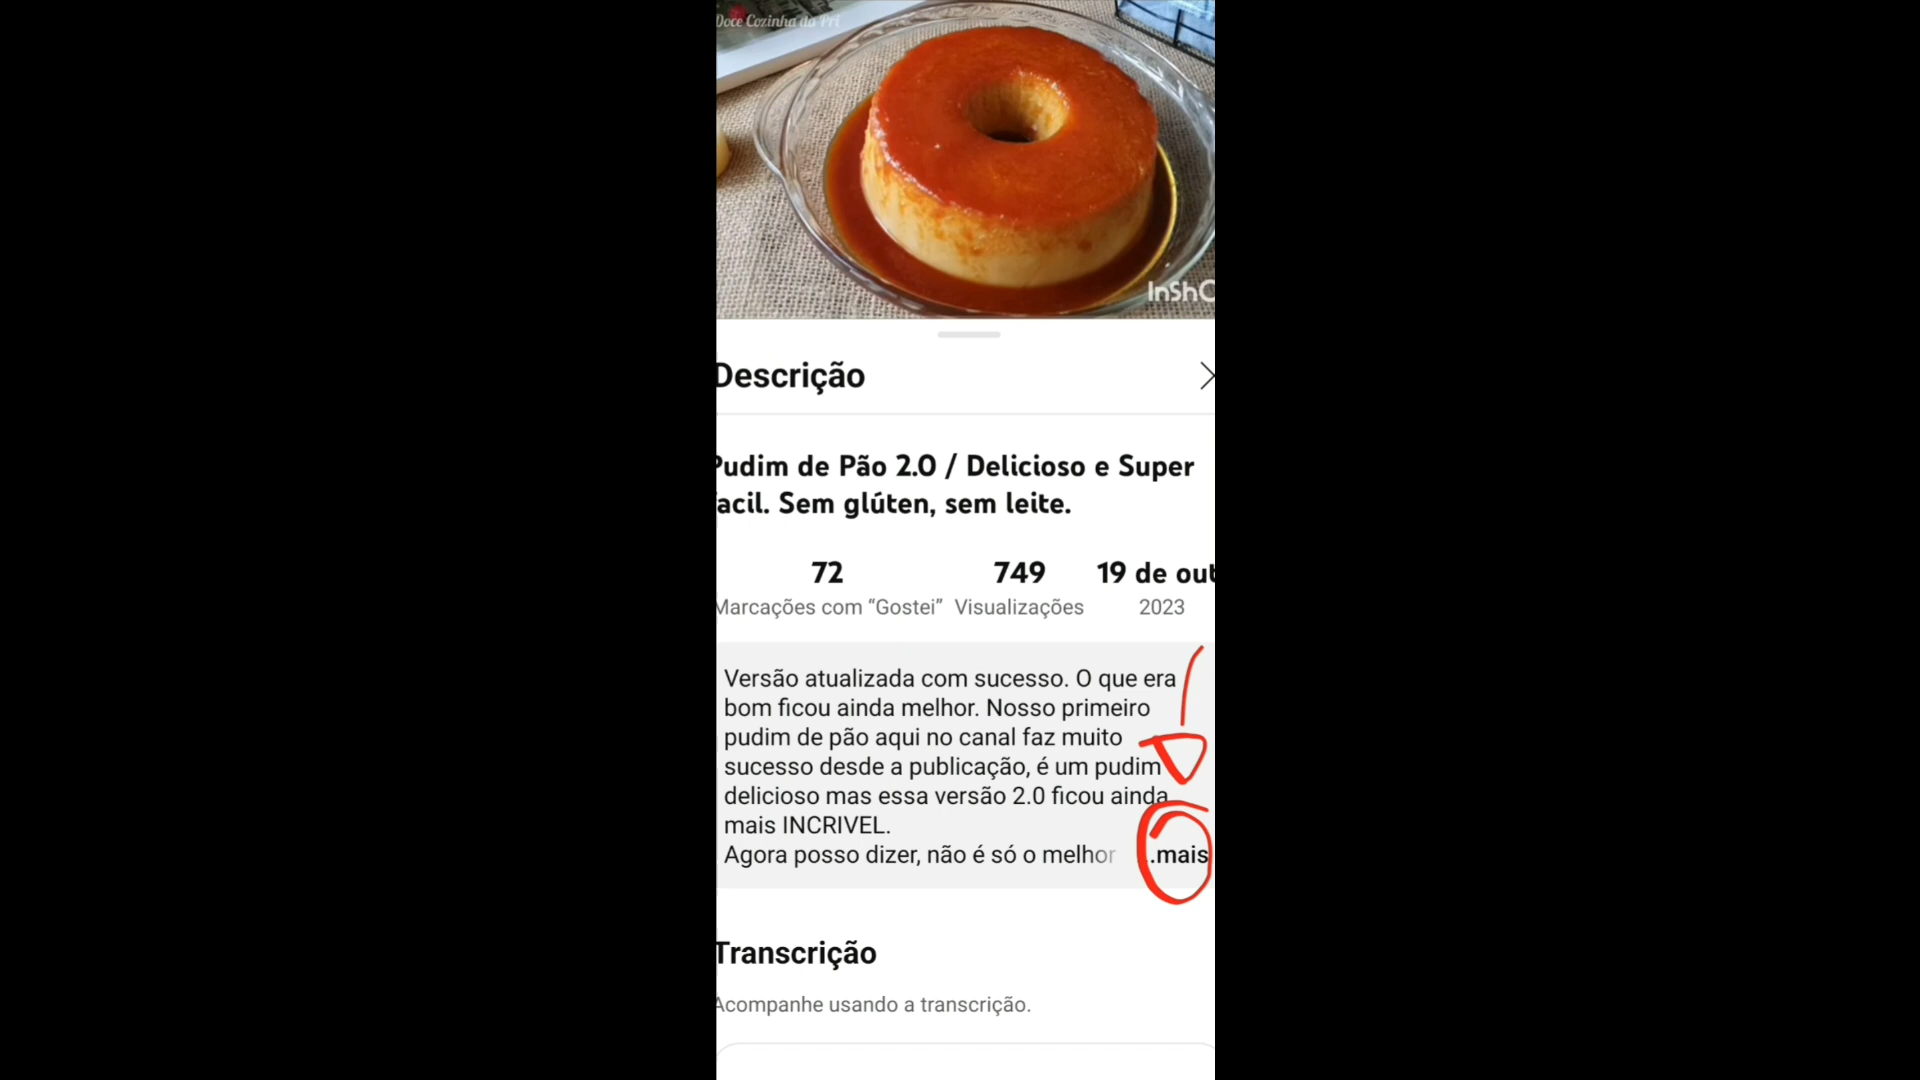 Doce Cozinha da Pri
InSh
Descrição
Pudim de Pão 2.0 / Delicioso e Super
facil. Sem glúten, sem leite.
72 749 19 de out
Marcações com “Gostei” Visualizações 2023
Versão atualizada com sucesso. O que era
bom ficou ainda melhor. Nosso primeiro
pudim de pão aqui no canal faz muito
sucesso desde a publicação, é um pudim
delicioso mas essa versão 2.0 ficou ainda
mais INCRIVEL.
Agora posso dizer, não é só o melhor ...mais
Transcrição
Acompanhe usando a transcrição.